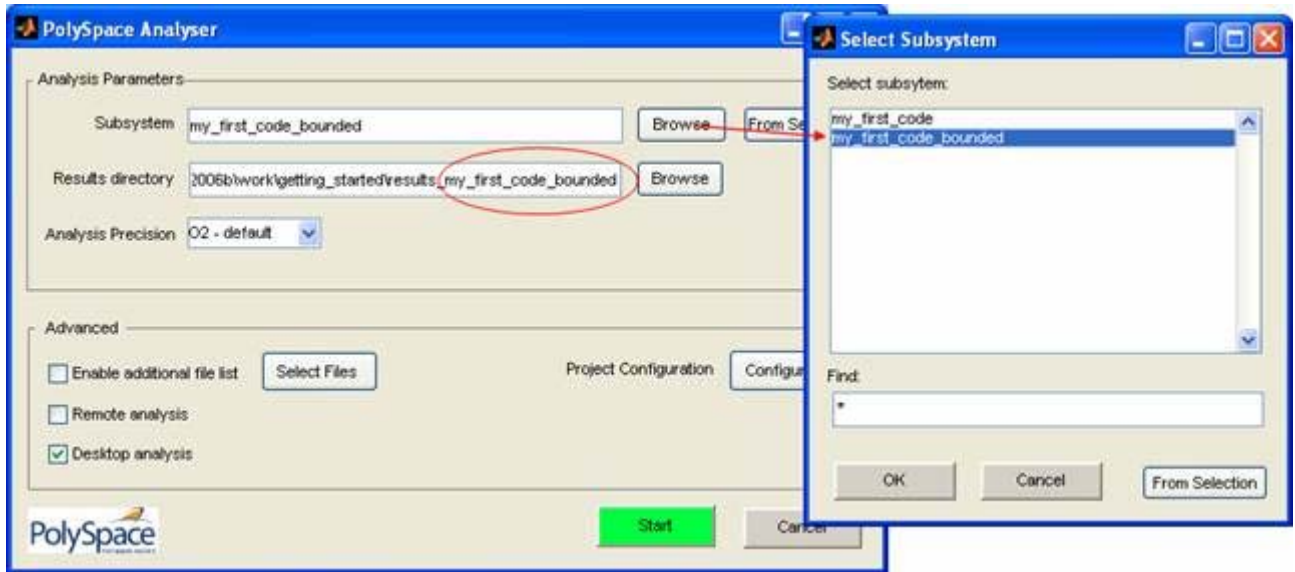 PolySpace Analyser
Analysis Parameters
Subsystem my_first_code_bounded Browse From Se
Results directory 2006b\work\getting_started\results_my_first_code_bounded Browse
Analysis Precision O2 - default
Advanced
Enable additional file list Select Files Project Configuration Configur
Remote analysis
Desktop analysis
PolySpace
Start Cancel
Select Subsystem
Select subsytem:
my_first_code
my_first_code_bounded
Find:
*
OK Cancel From Selection